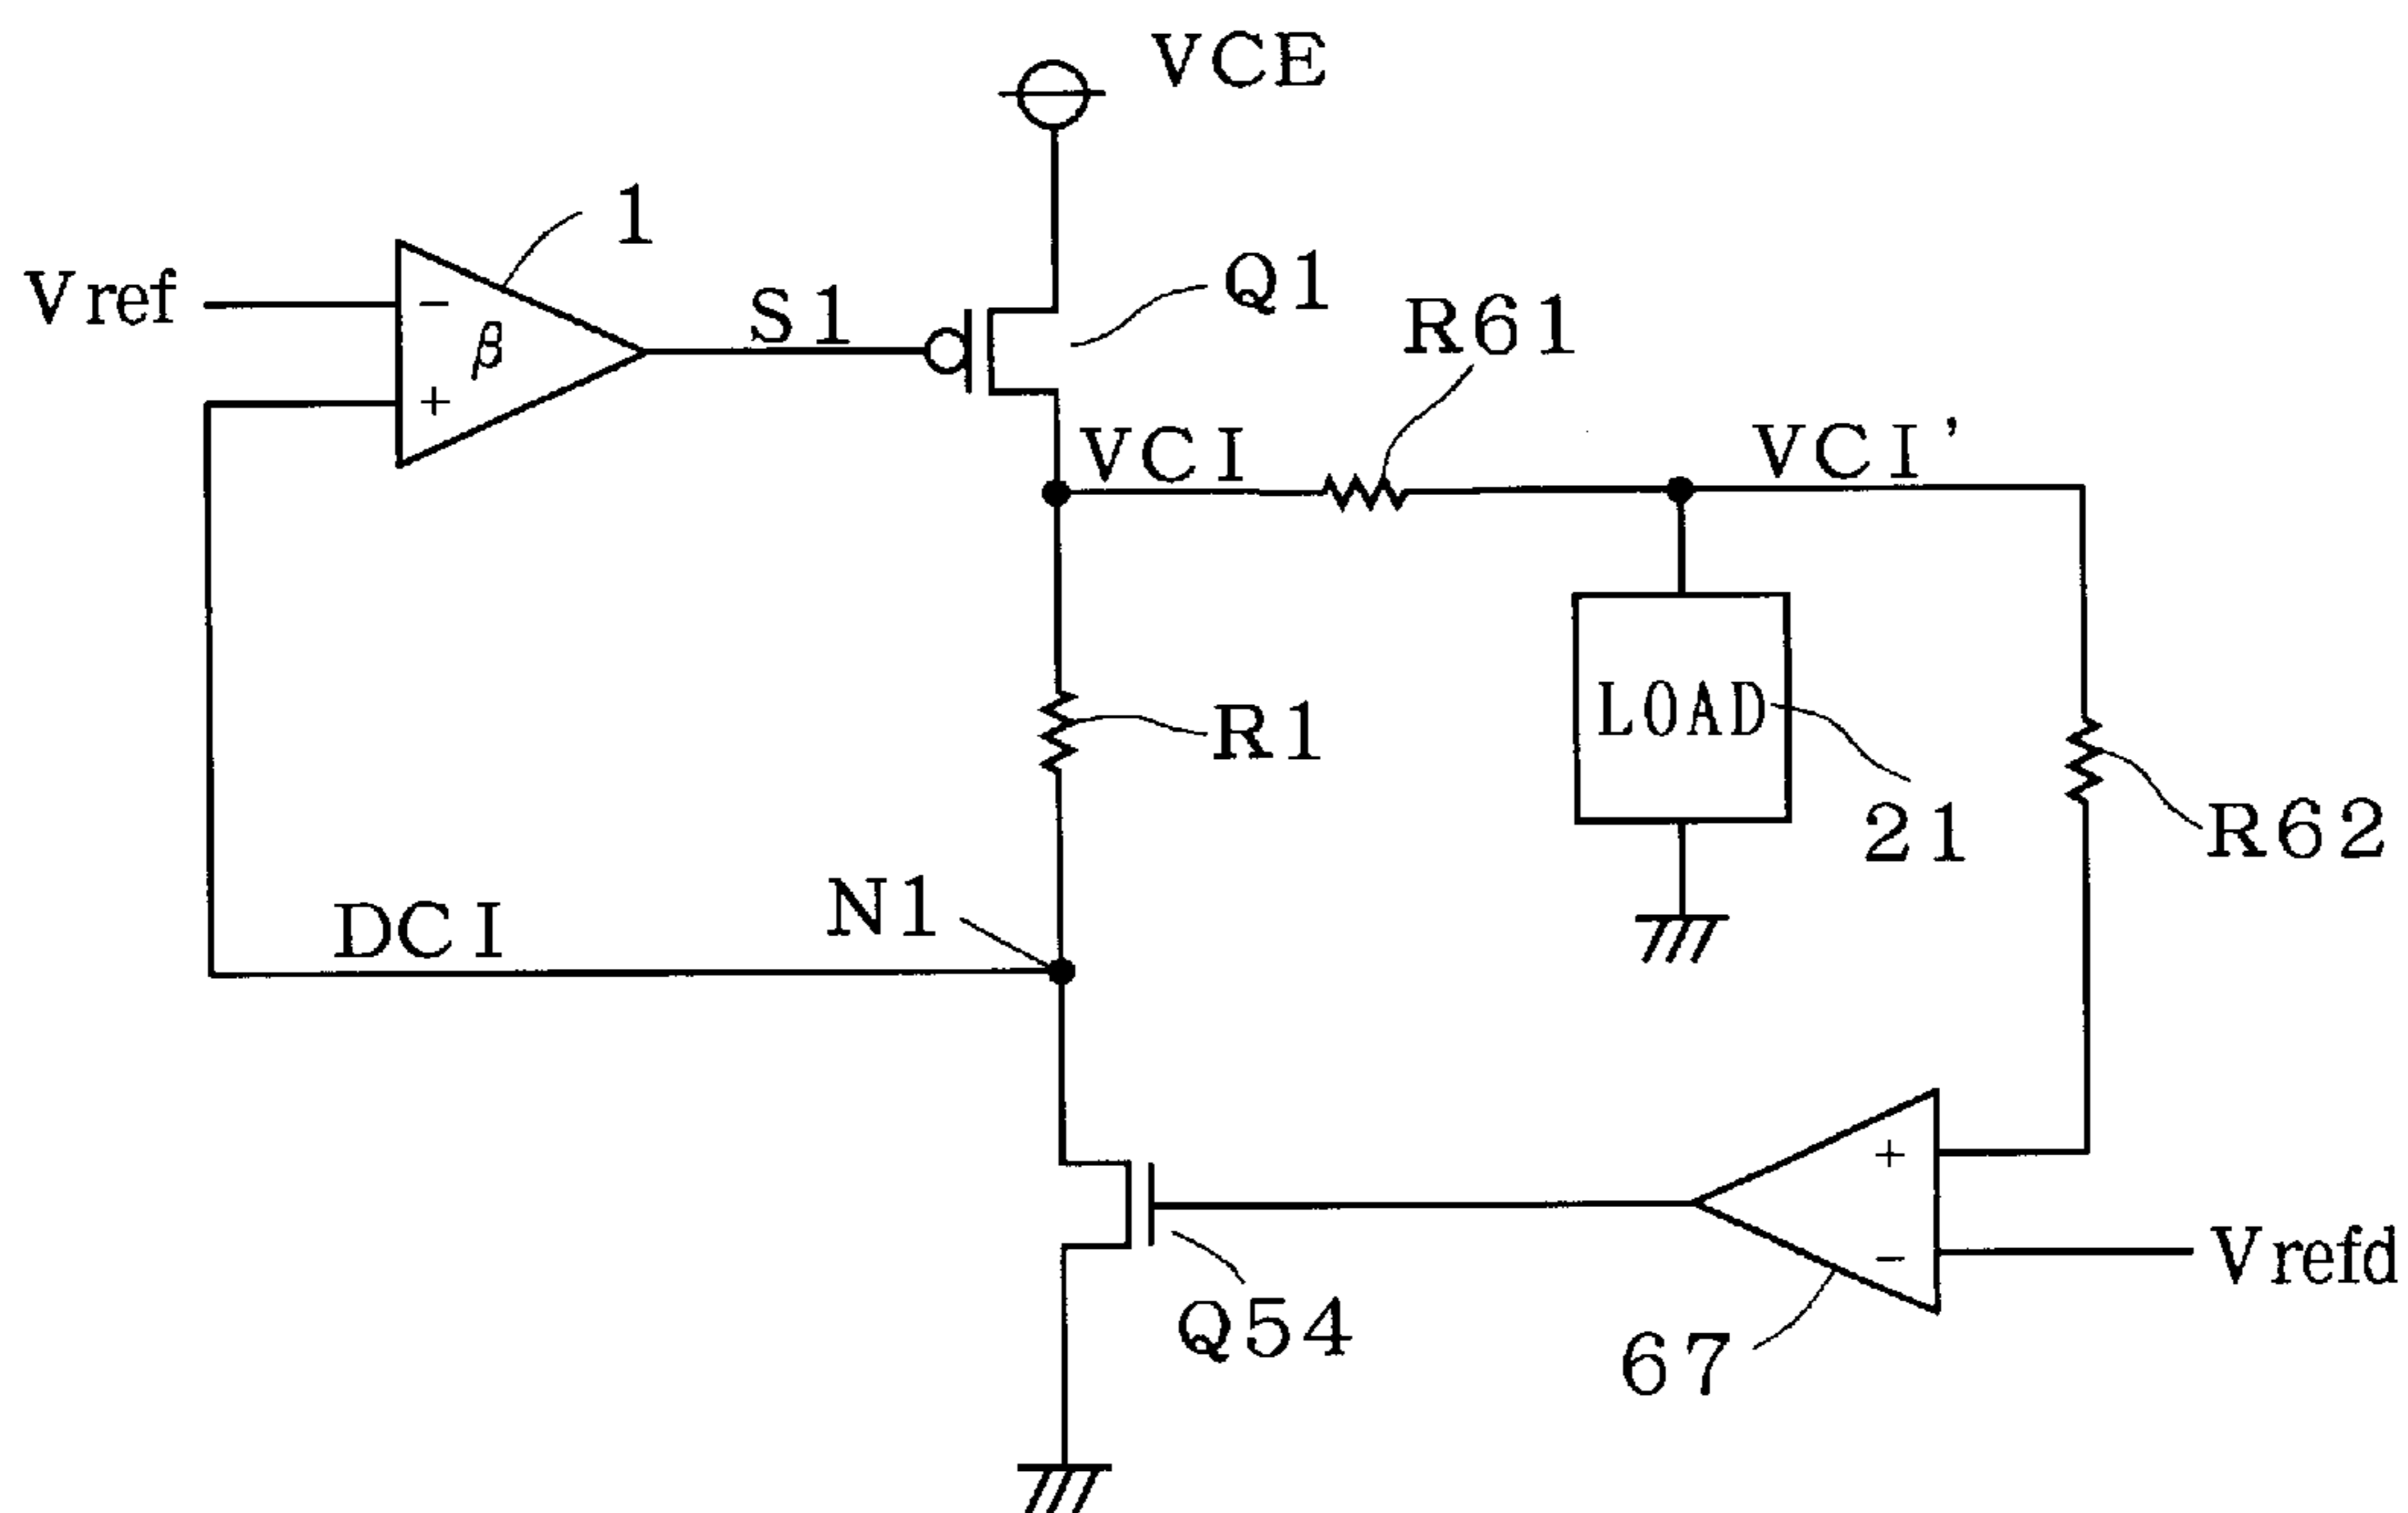 VCE
1
Vref
−
β
+
S1
Q1
R61
VCI
VCI'
R1
LOAD
21
R62
N1
DCI
+
−
Vrefd
Q54
67